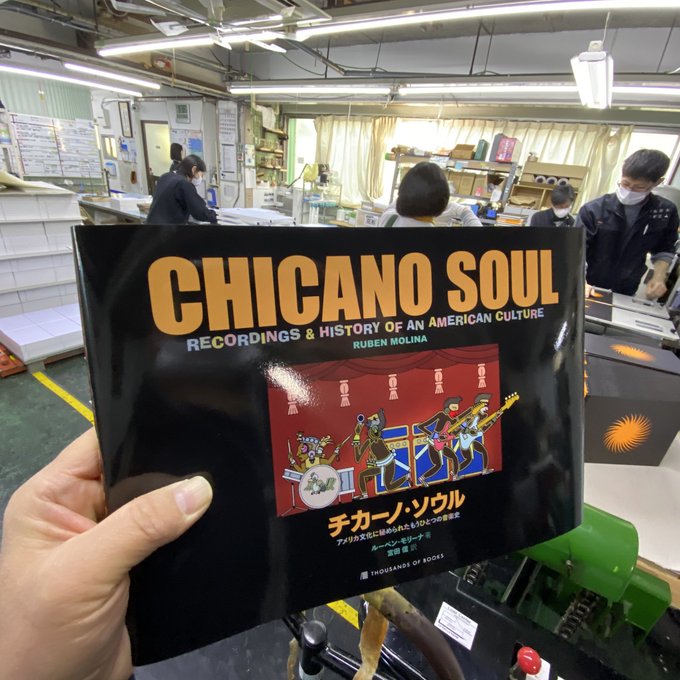 CHICANO SOUL
RECORDINGS & HISTORY OF AN AMERICAN CULTURE
RUBEN MOLINA
チカーノ・ソウル
アメリカ文化に秘められたもうひとつの音楽史
ルーベン・モリーナ 著
宮田 信 訳
THOUSANDS OF BOOKS